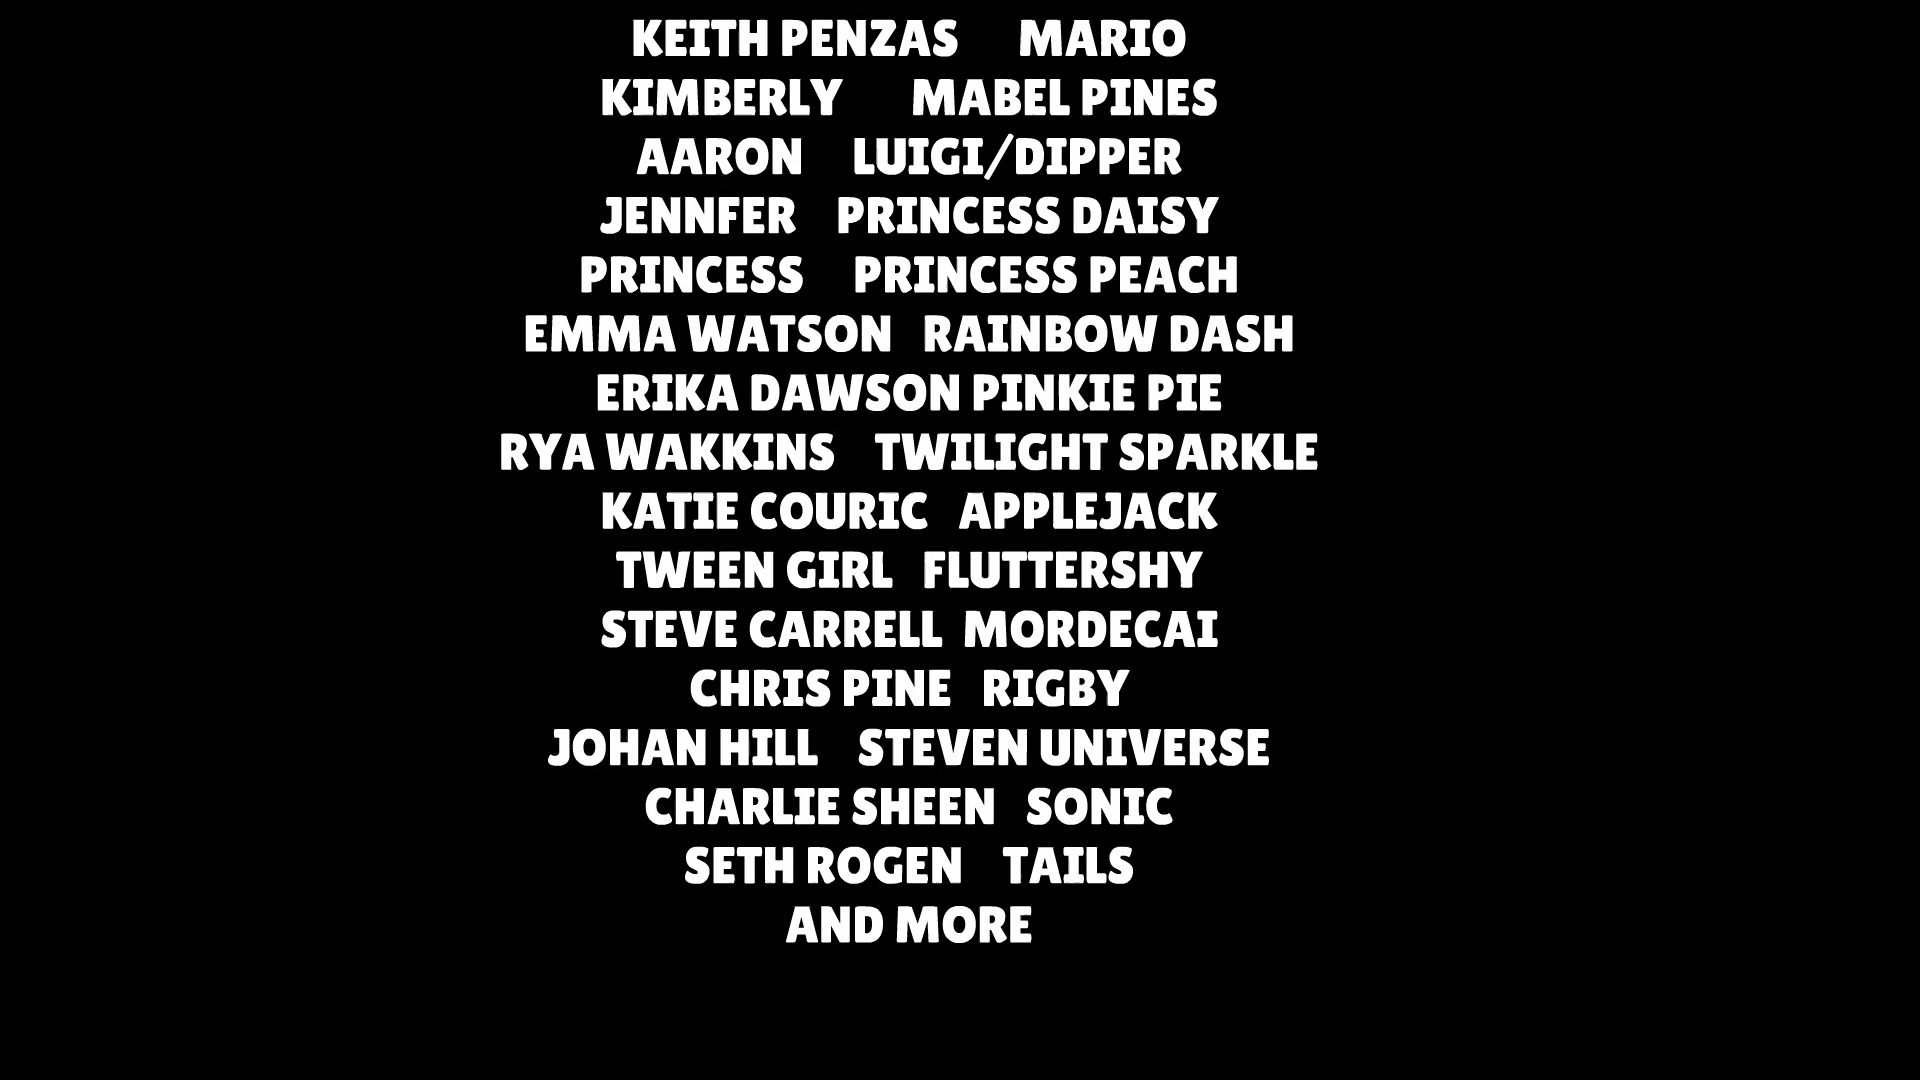 KEITH PENZAS MARIO
KIMBERLY MABEL PINES
AARON LUIGI/DIPPER
JENNFER PRINCESS DAISY
PRINCESS PRINCESS PEACH
EMMA WATSON RAINBOW DASH
ERIKA DAWSON PINKIE PIE
RYA WAKKINS TWILIGHT SPARKLE
KATIE COURIC APPLEJACK
TWEEN GIRL FLUTTERSHY
STEVE CARRELL MORDECAI
CHRIS PINE RIGBY
JOHAN HILL STEVEN UNIVERSE
CHARLIE SHEEN SONIC
SETH ROGEN TAILS
AND MORE